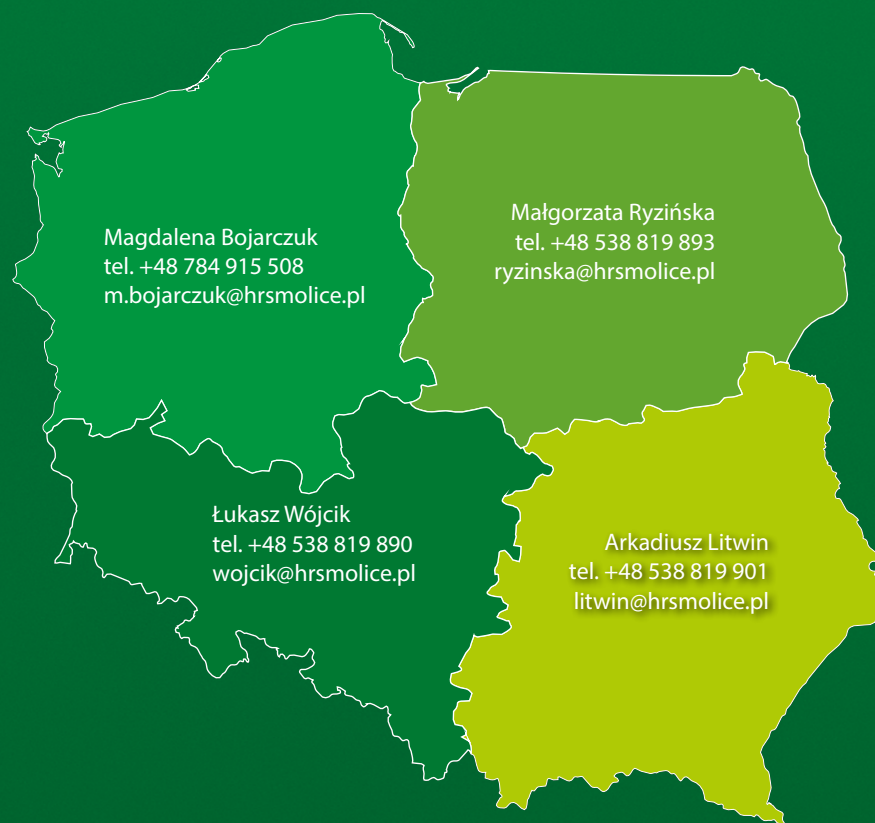 Magdalena Bojarczuk
tel. +48 784 915 508
m.bojarczuk@hrsmolice.pl
Małgorzata Ryzińska
tel. +48 538 819 893
ryzinska@hrsmolice.pl
Łukasz Wójcik
tel. +48 538 819 890
wojcik@hrsmolice.pl
Arkadiusz Litwin
tel. +48 538 819 901
litwin@hrsmolice.pl